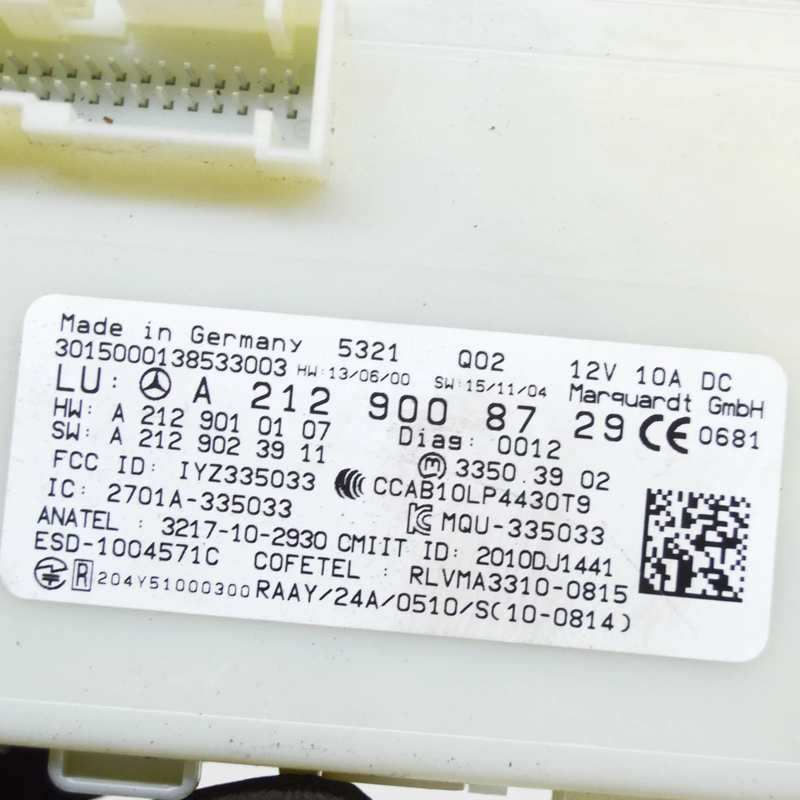 Made in Germany 5321 Q02 12V 10A DC
3015000138533003 HW:13/06/00 SW:15/11/04 Marquardt GmbH
LU: A 212 900 87 29 CE 0681
HW: A 212 901 01 07 Diag: 0012
SW: A 212 902 39 11 M 3350.39 02
FCC ID: IYZ335033 CCAB10LP4430T9
IC: 2701A-335033 MQU-335033
ANATEL : 3217-10-2930 CMIIT ID: 2010DJ1441
ESD-1004571C COFETEL : RLVMA3310-0815
R 204Y51000300 RAAY/24A/0510/S(10-0814)